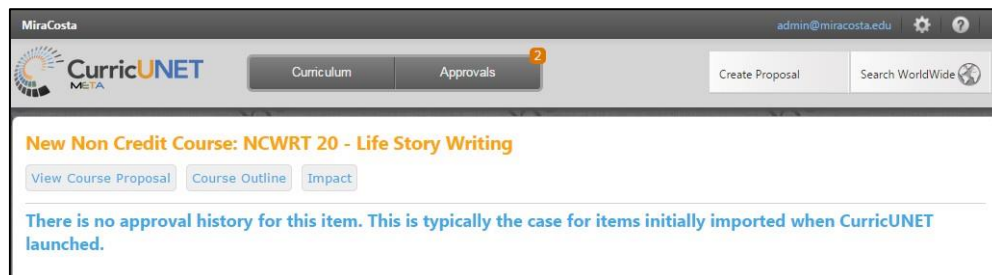 MiraCosta
admin@miracosta.edu
?
CurricUNET
META
Curriculum
Approvals
2
Create Proposal
Search WorldWide
New Non Credit Course: NCWRT 20 - Life Story Writing
View Course Proposal
Course Outline
Impact
There is no approval history for this item. This is typically the case for items initially imported when CurricUNET
launched.